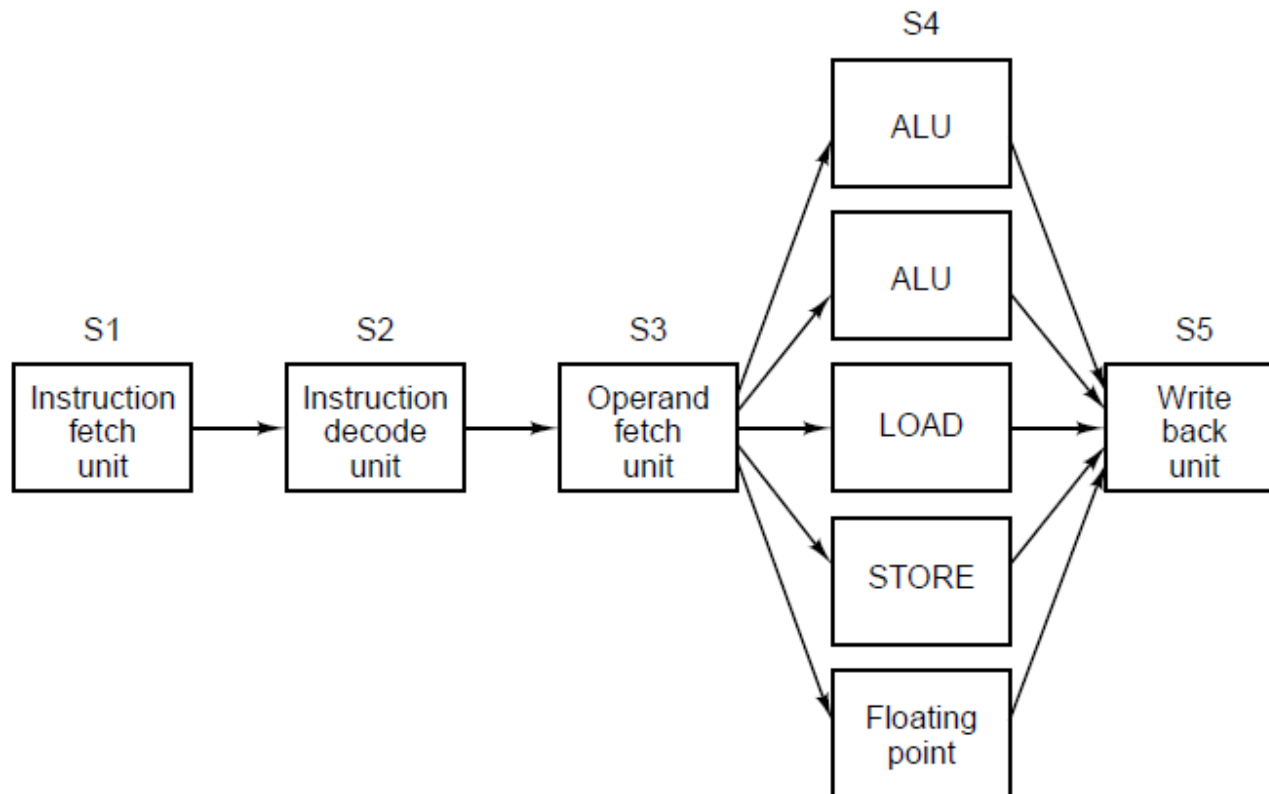 S4
ALU
ALU
S1
S2
S3
S5
Instruction
fetch
unit
Instruction
decode
unit
Operand
fetch
unit
LOAD
Write
back
unit
STORE
Floating
point